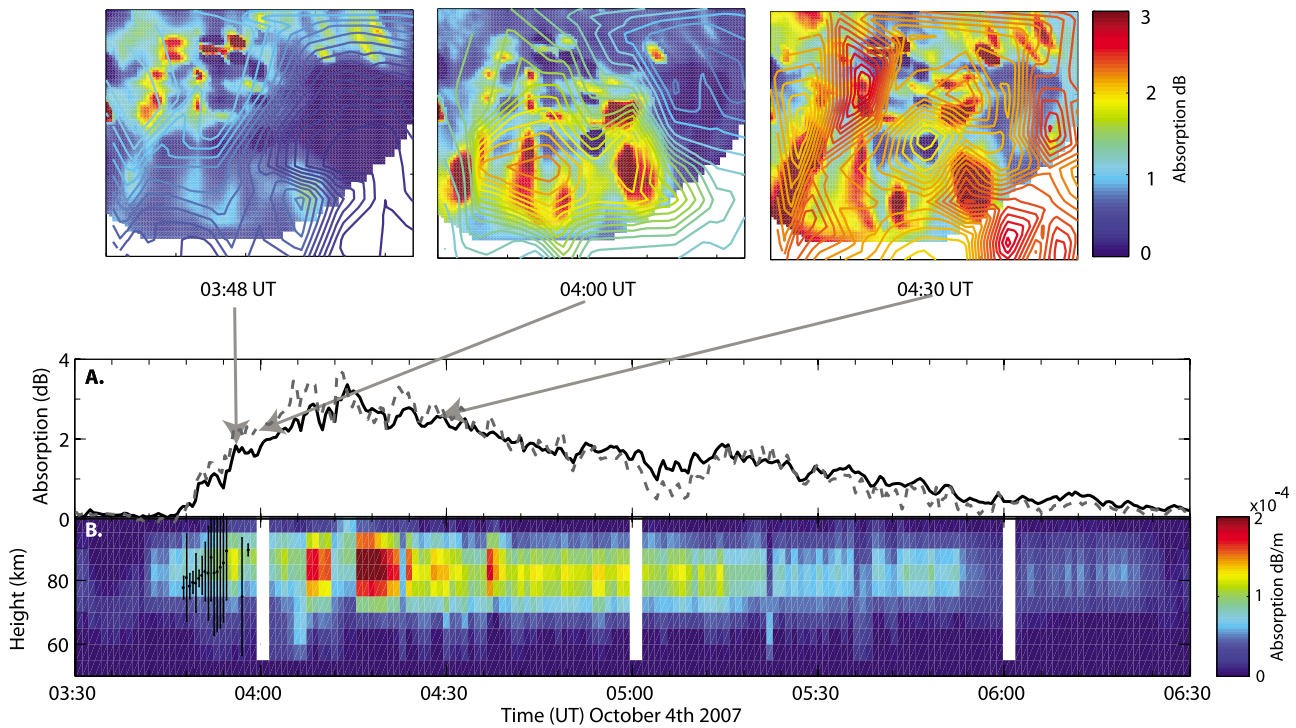 3
2
1
0
Absorption dB
03:48 UT
04:00 UT
04:30 UT
A.
4
2
0
Absorption (dB)
B.
80
60
Height (km)
x10-4
2
1
0
Absorption dB/m
03:30
04:00
04:30
05:00
05:30
06:00
06:30
Time (UT) October 4th 2007